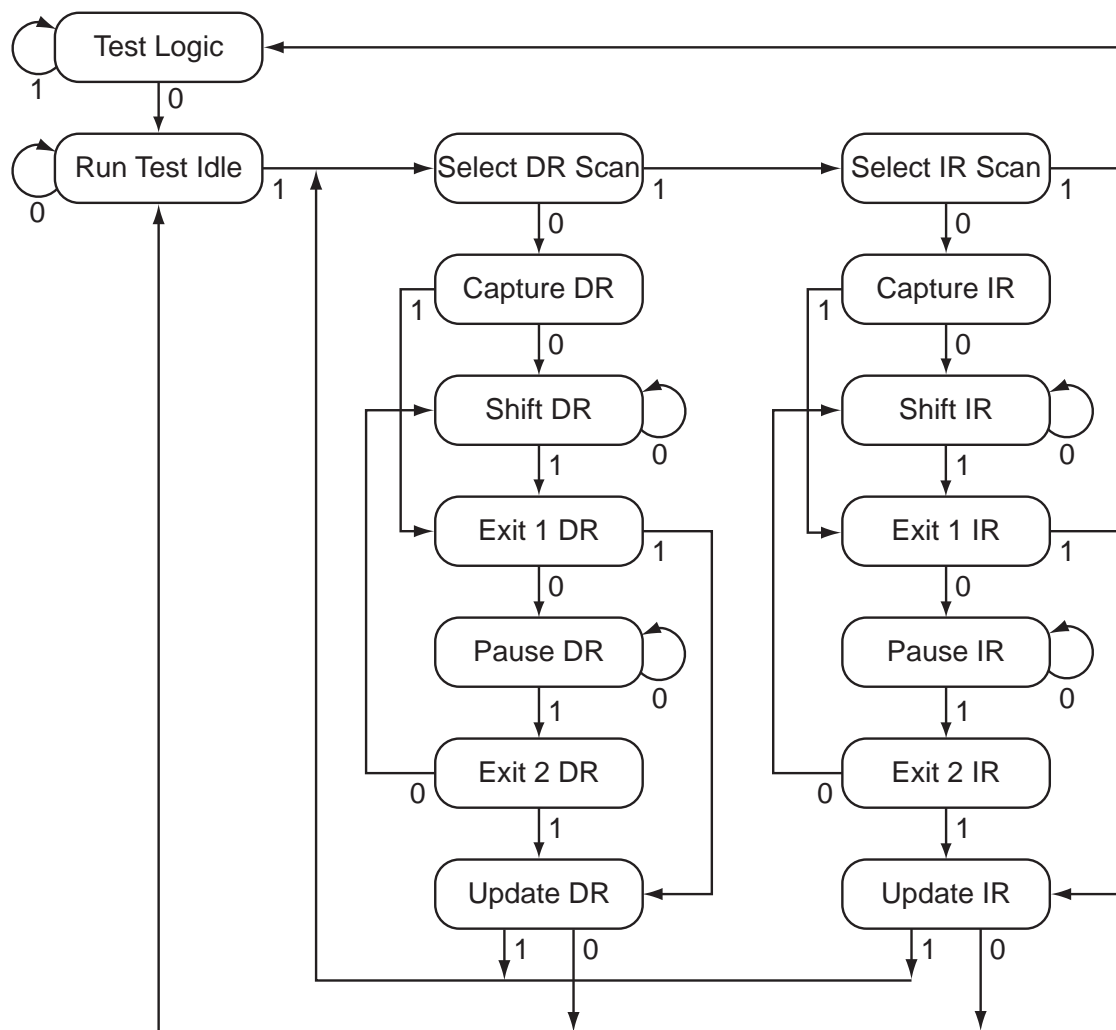 Test Logic
1
0
Run Test Idle
0
1
Select DR Scan
1
0
Select IR Scan
1
0
Capture DR
1
0
Capture IR
1
0
Shift DR
0
1
Shift IR
0
1
Exit 1 DR
1
0
Exit 1 IR
1
0
Pause DR
0
1
Pause IR
0
1
Exit 2 DR
0
1
Exit 2 IR
0
1
Update DR
1
0
Update IR
1
0